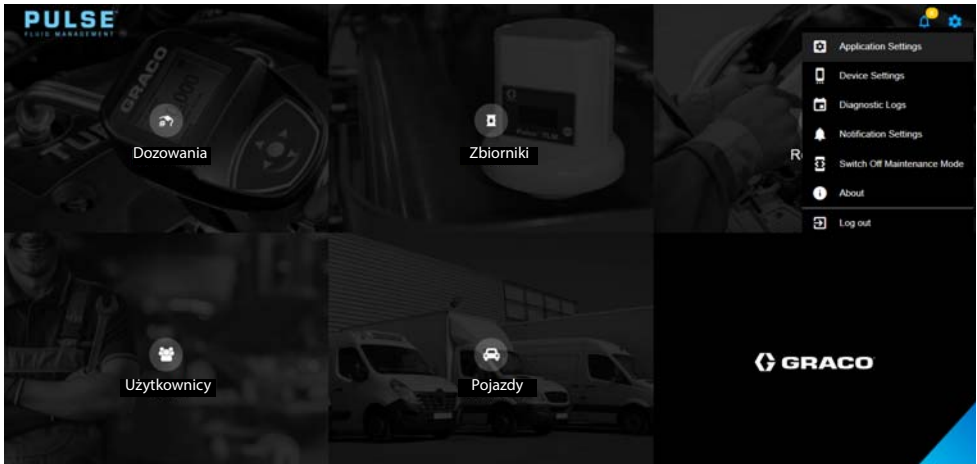 PULSE
FLUID MANAGEMENT
GRACO
Dozowania
Zbiorniki
R
Application Settings
Device Settings
Diagnostic Logs
Notification Settings
Switch Off Maintenance Mode
About
Log out
Użytkownicy
Pojazdy
GRACO